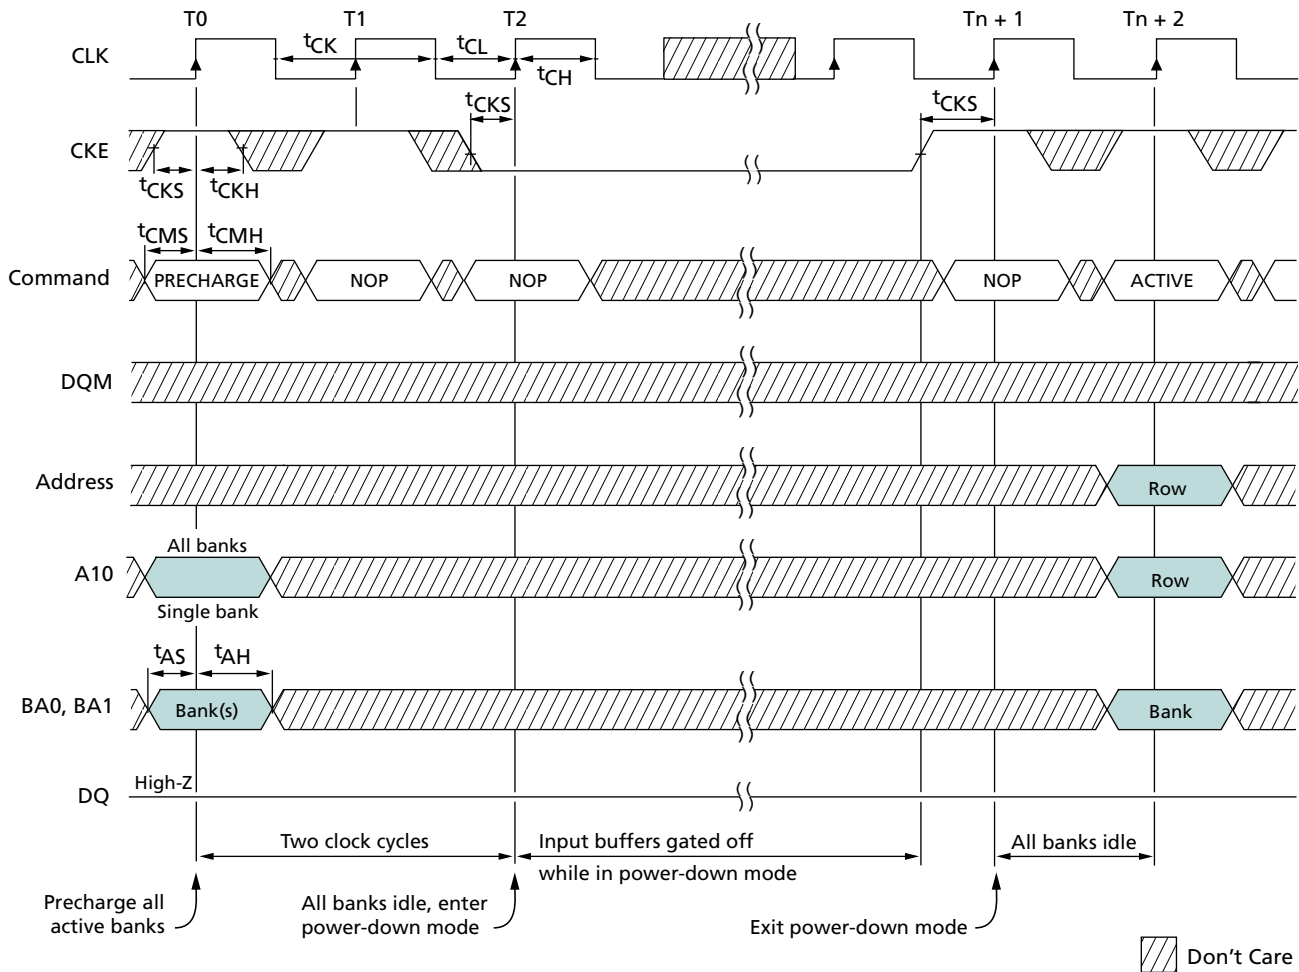 T0 T1 T2 Tn + 1 Tn + 2
CLK
tCK tCL
tCH
tCKS tCKS
CKE
tCKS tCKH
tCMS tCMH
Command PRECHARGE NOP NOP NOP ACTIVE
DQM
Address Row
All banks
A10 Row
Single bank
tAS tAH
BA0, BA1 Bank(s) Bank
High-Z
DQ
Two clock cycles
Input buffers gated off
while in power-down mode
All banks idle
Precharge all
active banks
All banks idle, enter
power-down mode
Exit power-down mode
Don't Care